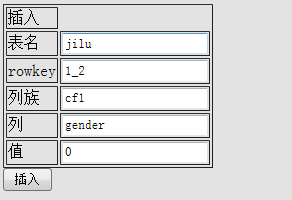 插入
表名 jilu
rowkey 1_2
列族 cf1
列 gender
值 0
插入